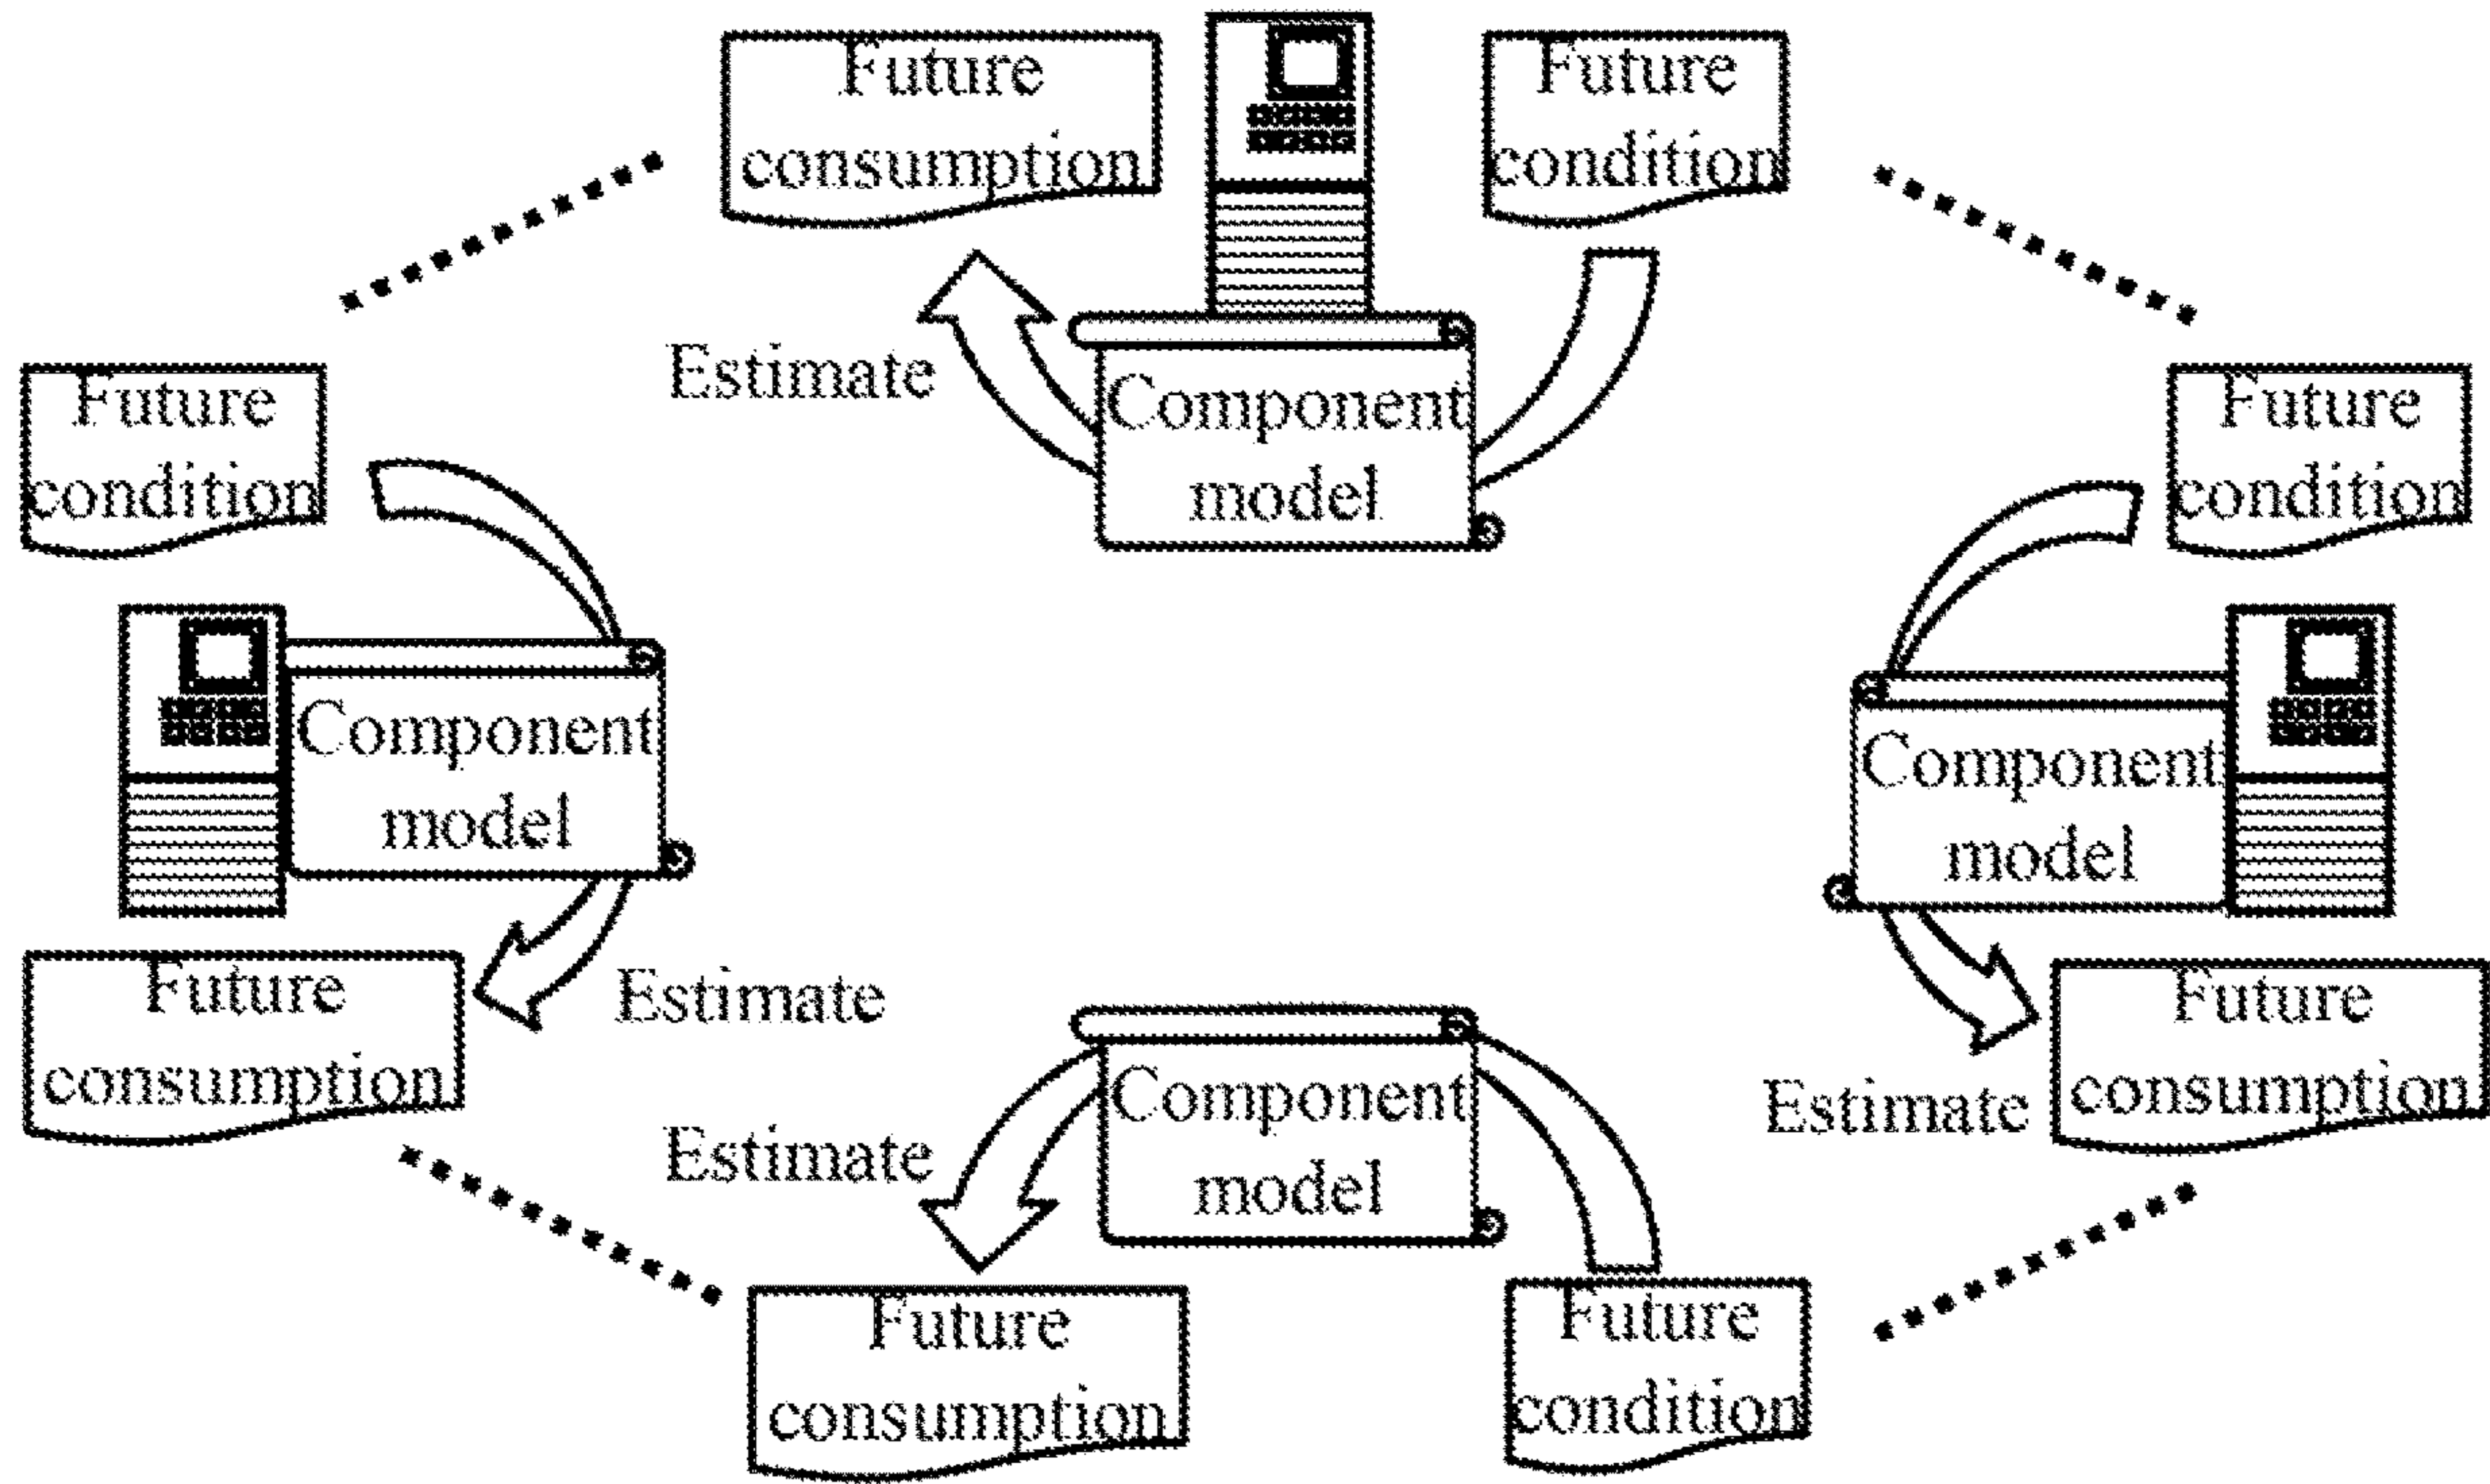 Future
consumption
Future
condition
Estimate
Component
model
Future
condition
Future
condition
Component
model
Component
model
Future
consumption
Estimate
Future
consumption
Estimate
Component
model
Estimate
Future
consumption
Future
condition